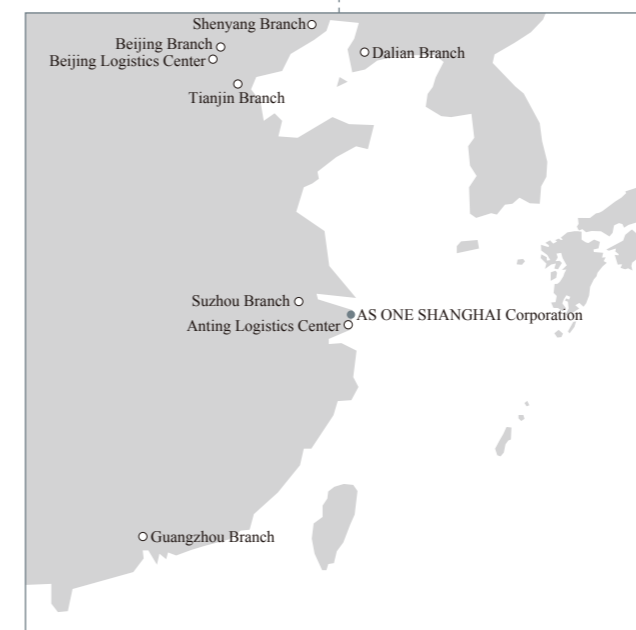 Shenyang Branch
Beijing Branch
Dalian Branch
Beijing Logistics Center
Tianjin Branch
Suzhou Branch
AS ONE SHANGHAI Corporation
Anting Logistics Center
Guangzhou Branch